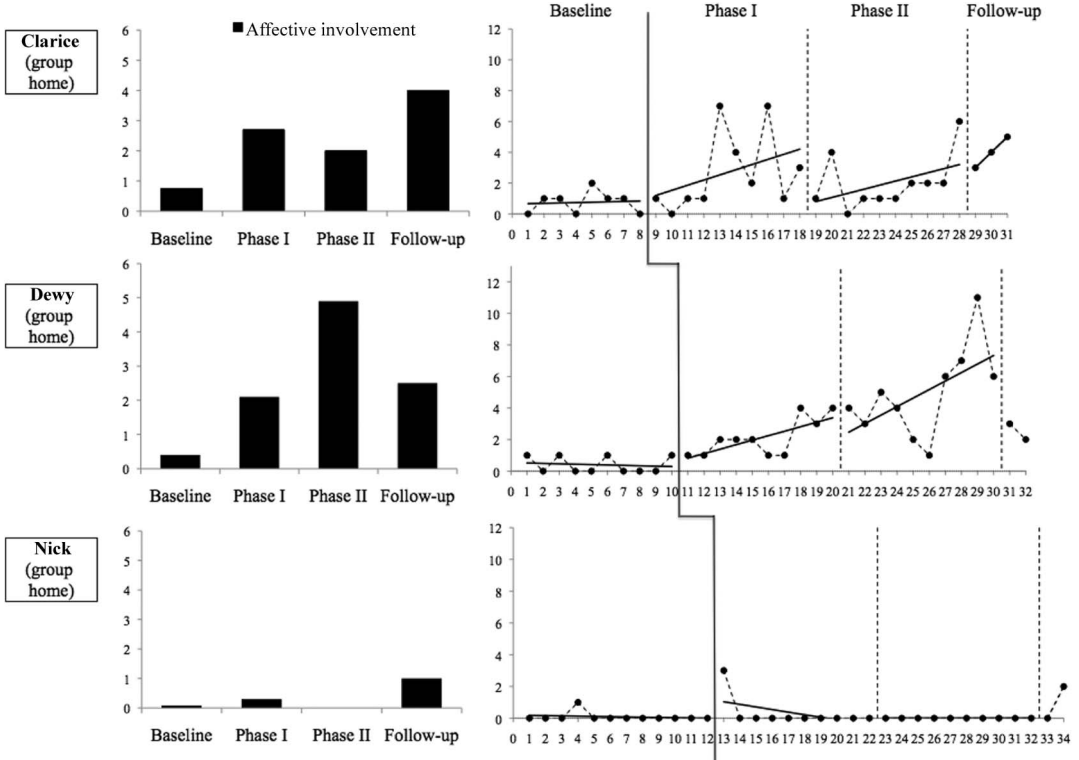 Baseline Phase I Phase II Follow-up
Clarice
(group
home)
■ Affective involvement
6
5
4
3
2
1
0
Baseline Phase I Phase II Follow-up
12
10
8
6
4
2
0
0 1 2 3 4 5 6 7 8 9 10 11 12 13 14 15 16 17 18 19 20 21 22 23 24 25 26 27 28 29 30 31
Dewy
(group
home)
6
5
4
3
2
1
0
Baseline Phase I Phase II Follow-up
12
10
8
6
4
2
0
0 1 2 3 4 5 6 7 8 9 10 11 12 13 14 15 16 17 18 19 20 21 22 23 24 25 26 27 28 29 30 31 32
Nick
(group
home)
6
5
4
3
2
1
0
Baseline Phase I Phase II Follow-up
12
10
8
6
4
2
0
0 1 2 3 4 5 6 7 8 9 10 11 12 13 14 15 16 17 18 19 20 21 22 23 24 25 26 27 28 29 30 31 32 33 34